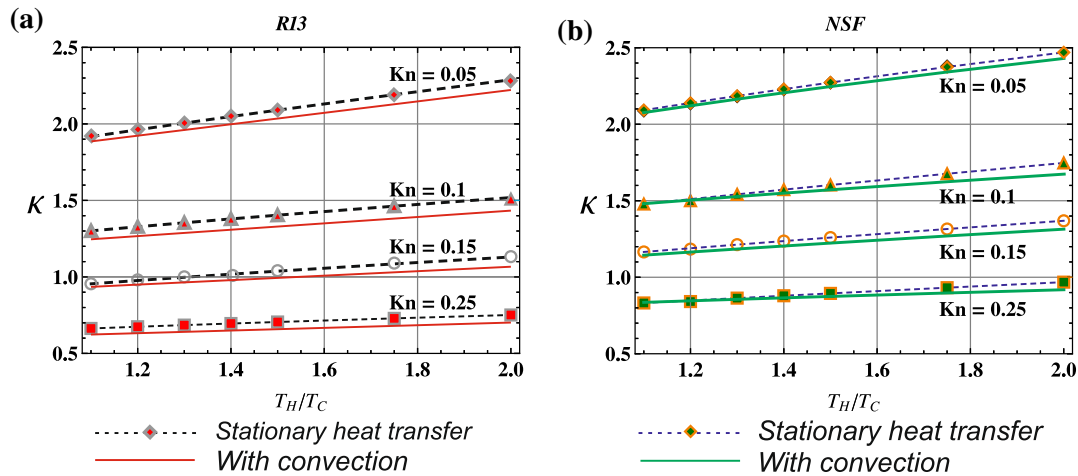 (a) RI3
2.5
Kn = 0.05
2.0
Kn = 0.1
κ 1.5
Kn = 0.15
1.0
Kn = 0.25
0.5
1.2 1.4 1.6 1.8 2.0
T_H/T_C
Stationary heat transfer
With convection
(b) NSF
2.5
Kn = 0.05
2.0
κ 1.5
Kn = 0.1
Kn = 0.15
1.0
Kn = 0.25
0.5
1.2 1.4 1.6 1.8 2.0
T_H/T_C
Stationary heat transfer
With convection